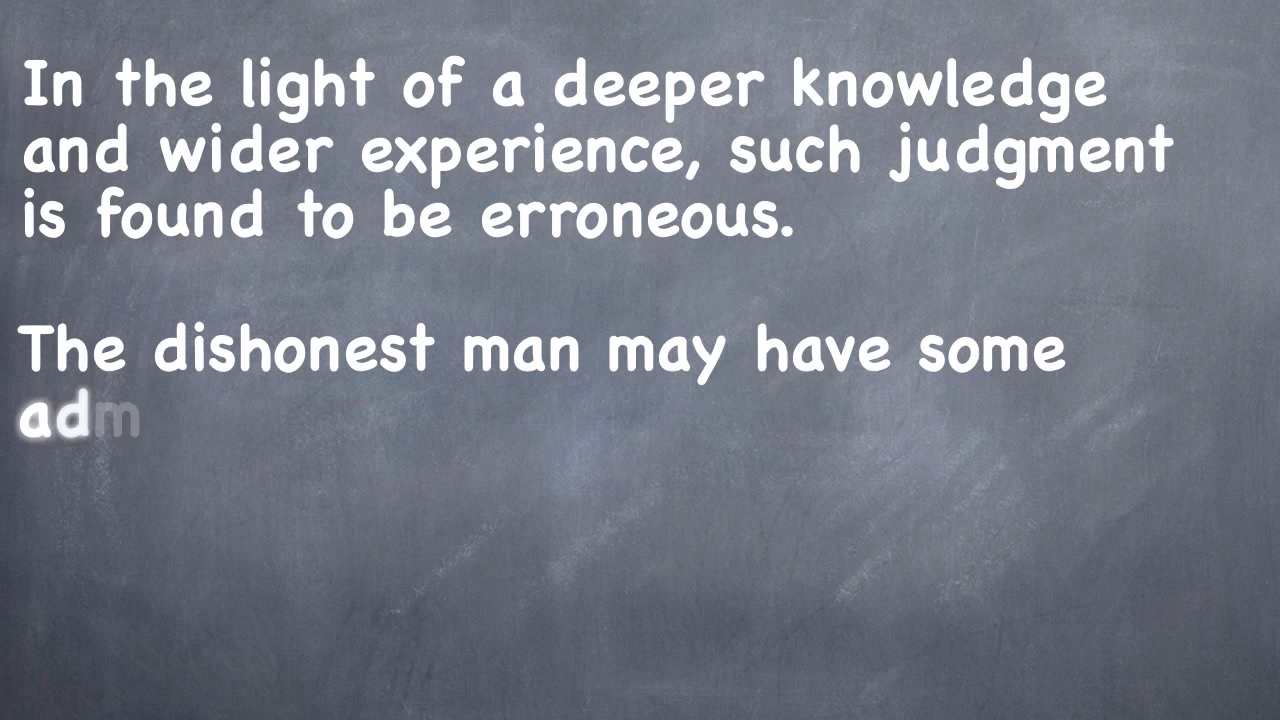 In the light of a deeper knowledge
and wider experience, such judgment
is found to be erroneous.
The dishonest man may have some
adm